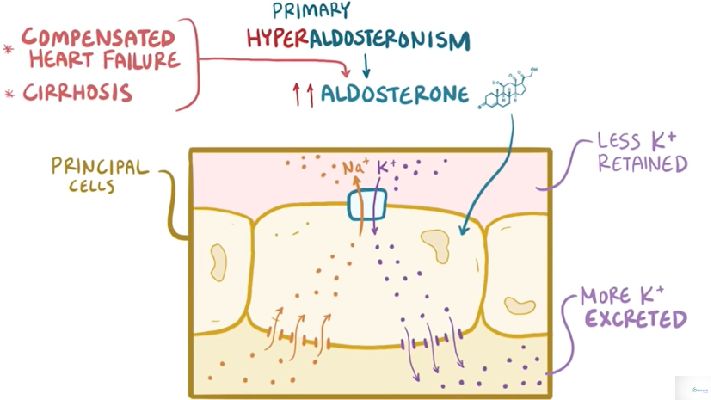 PRIMARY
HYPERALDOSTERONISM
* COMPENSATED
HEART FAILURE
* CIRRHOSIS
↑↑ ALDOSTERONE
PRINCIPAL
CELLS
Na+
K+
LESS K+
RETAINED
MORE K+
EXCRETED